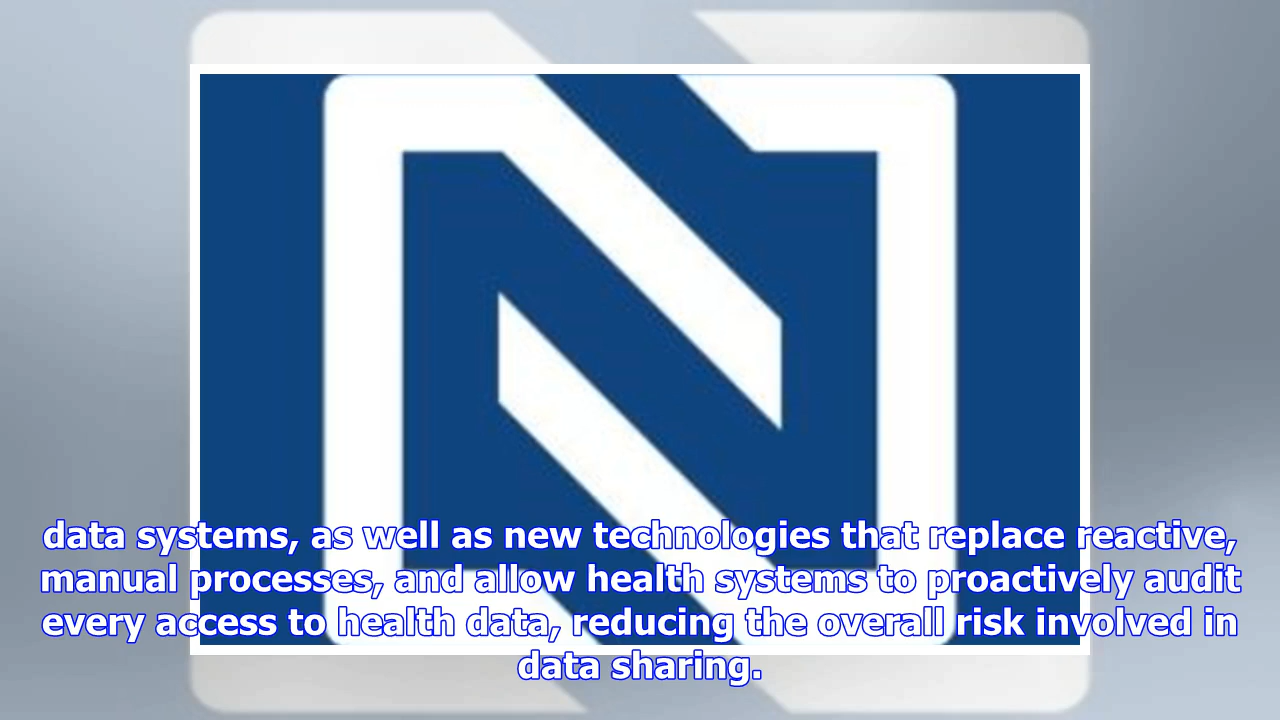 data systems, as well as new technologies that replace reactive,
manual processes, and allow health systems to proactively audit
every access to health data, reducing the overall risk involved in
data sharing.